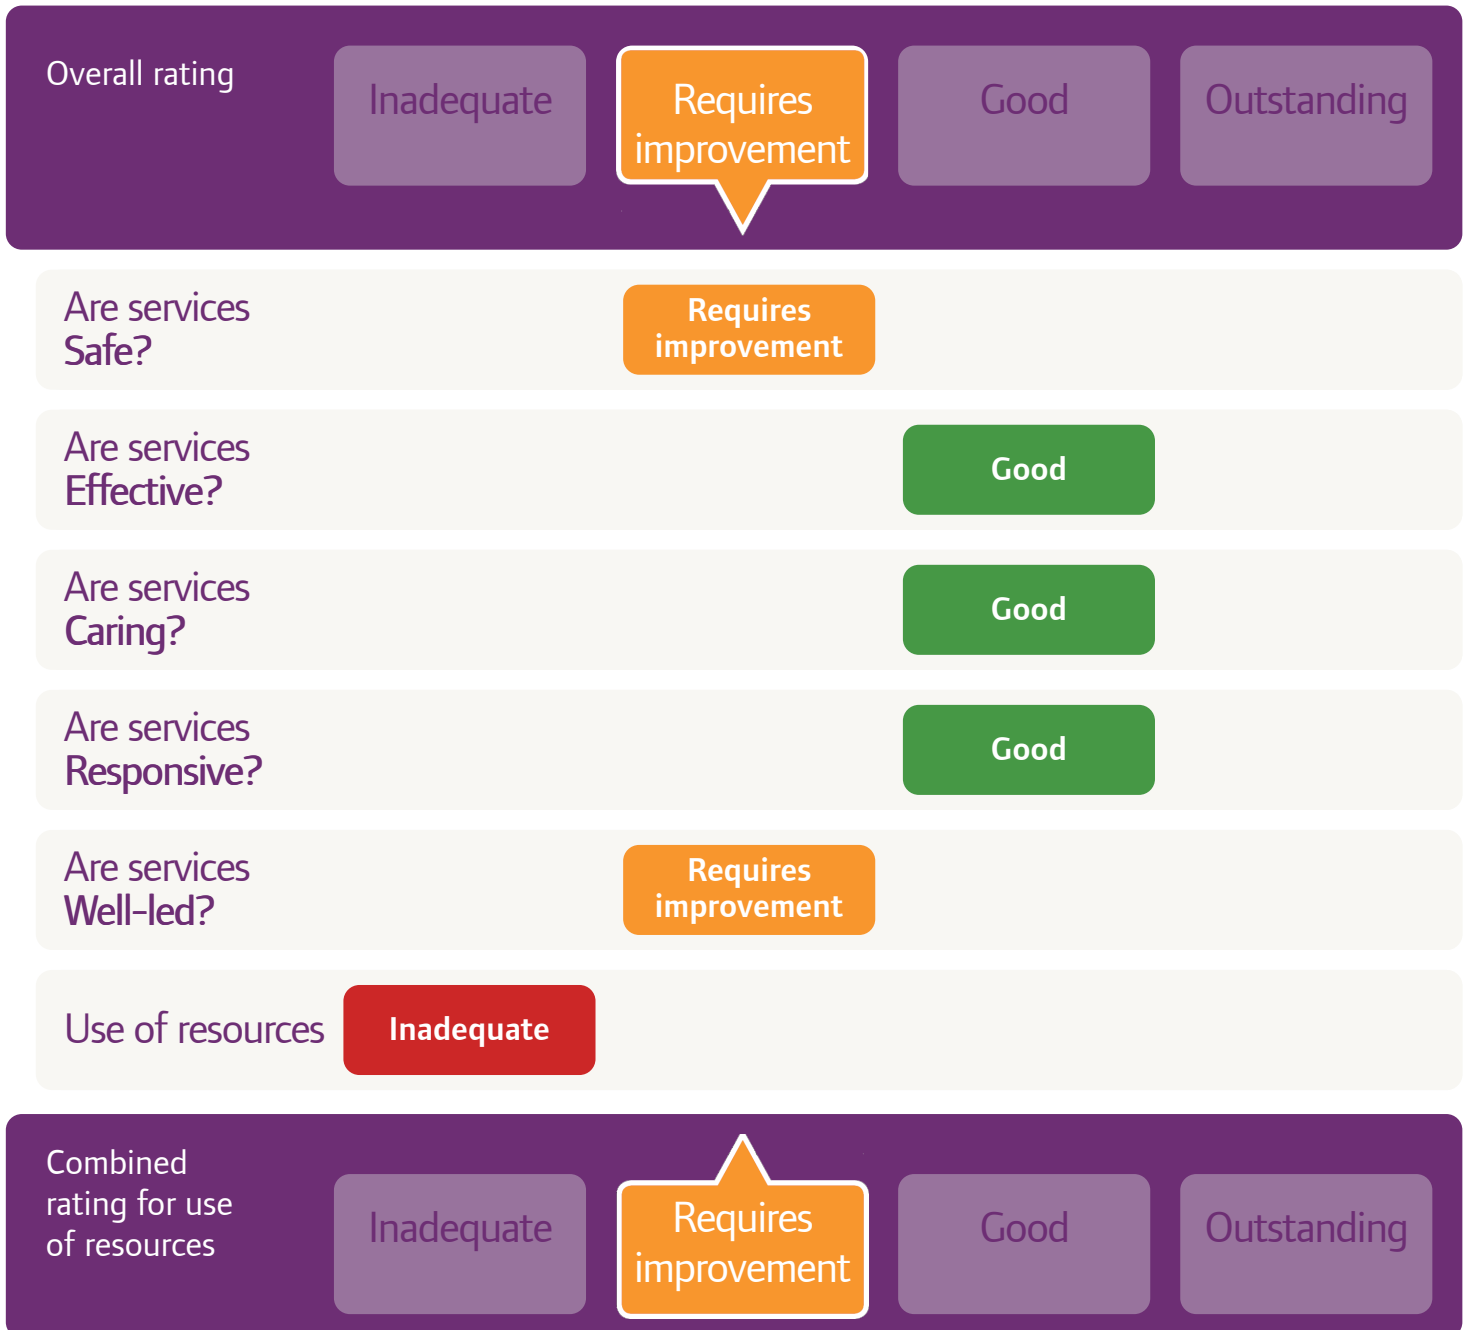 Overall rating
Inadequate
Requires
improvement
Good
Outstanding
Are services
Safe?
Requires
improvement
Are services
Effective?
Good
Are services
Caring?
Good
Are services
Responsive?
Good
Are services
Well-led?
Requires
improvement
Use of resources
Inadequate
Combined
rating for use
of resources
Inadequate
Requires
improvement
Good
Outstanding